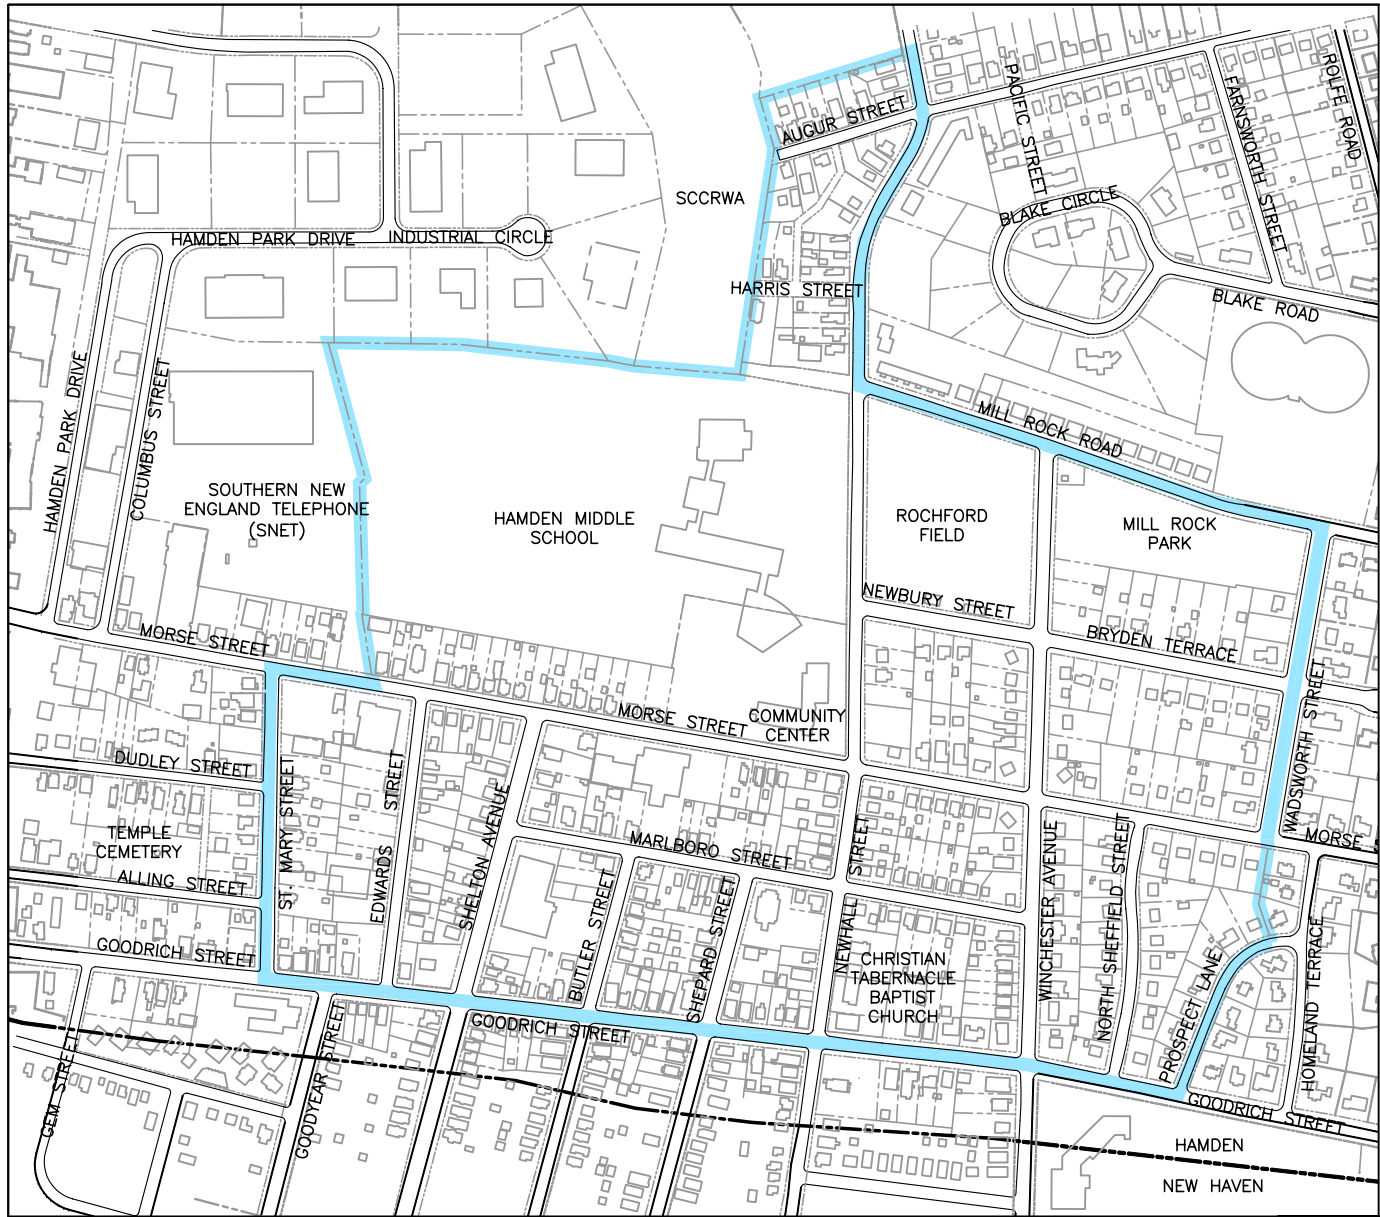 AUGUR STREET
PACIFIC STREET
FARNSWORTH STREET
ROLFE ROAD
SCCRWA
BLAKE CIRCLE
HAMDEN PARK DRIVE
INDUSTRIAL CIRCLE
HARRIS STREET
BLAKE ROAD
HAMDEN PARK DRIVE
COLUMBUS STREET
MILL ROCK ROAD
SOUTHERN NEW
ENGLAND TELEPHONE
(SNET)
HAMDEN MIDDLE
SCHOOL
ROCHFORD
FIELD
MILL ROCK
PARK
NEWBURY STREET
BRYDEN TERRACE
MORSE STREET
WADSWORTH STREET
MORSE STREET
COMMUNITY
CENTER
DUDLEY STREET
ST. MARY STREET
EDWARDS STREET
SHELTON AVENUE
TEMPLE
CEMETERY
MARLBORO STREET
MORSE S
ALLING STREET
BUTLER STREET
SHEPARD STREET
NEWHALL STREET
WINCHESTER AVENUE
NORTH SHEFFIELD STREET
GOODRICH STREET
CHRISTIAN
TABERNACLE
BAPTIST
CHURCH
PROSPECT LANE
HOMELAND TERRACE
GOODRICH STREET
GEM STREET
GOODYEAR STREET
GOODRICH STREET
HAMDEN
NEW HAVEN